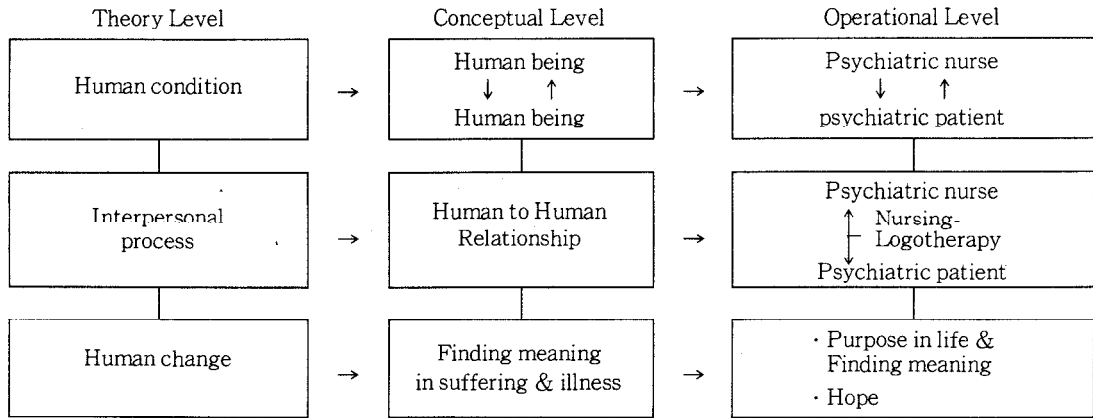 Theory Level
Conceptual Level
Operational Level
Human condition
→
Human being
↓ ↑
Human being
→
Psychiatric nurse
↓ ↑
psychiatric patient
Interpersonal
process
→
Human to Human
Relationship
→
Psychiatric nurse
Nursing-
Logotherapy
Psychiatric patient
Human change
→
Finding meaning
in suffering & illness
→
· Purpose in life &
Finding meaning
· Hope